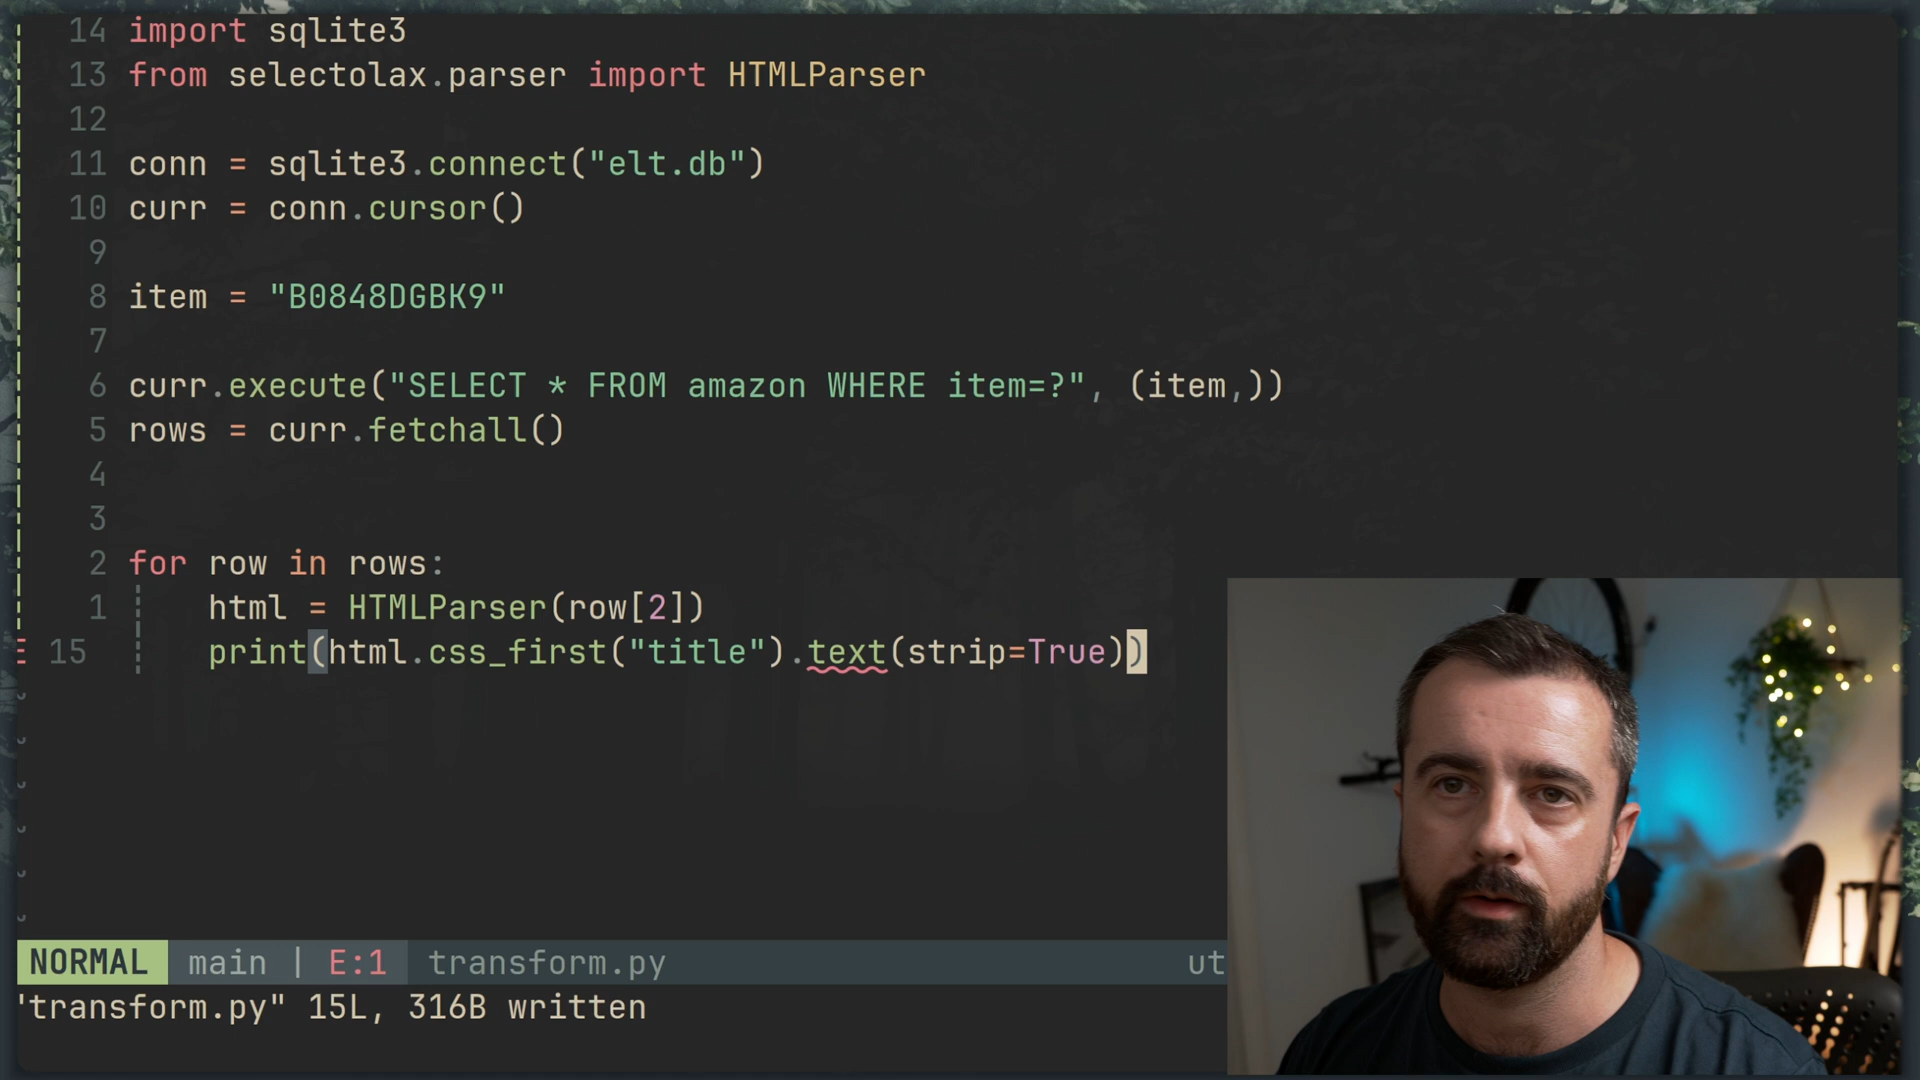 14 import sqlite3
13 from selectolax.parser import HTMLParser
12
11 conn = sqlite3.connect("elt.db")
10 curr = conn.cursor()
9
8 item = "B0848DGBK9"
7
6 curr.execute("SELECT * FROM amazon WHERE item=?", (item,))
5 rows = curr.fetchall()
4
3
2 for row in rows:
1     html = HTMLParser(row[2])
E 15     print(html.css_first("title").text(strip=True))
NORMAL main | E:1 transform.py ut
"transform.py" 15L, 316B written